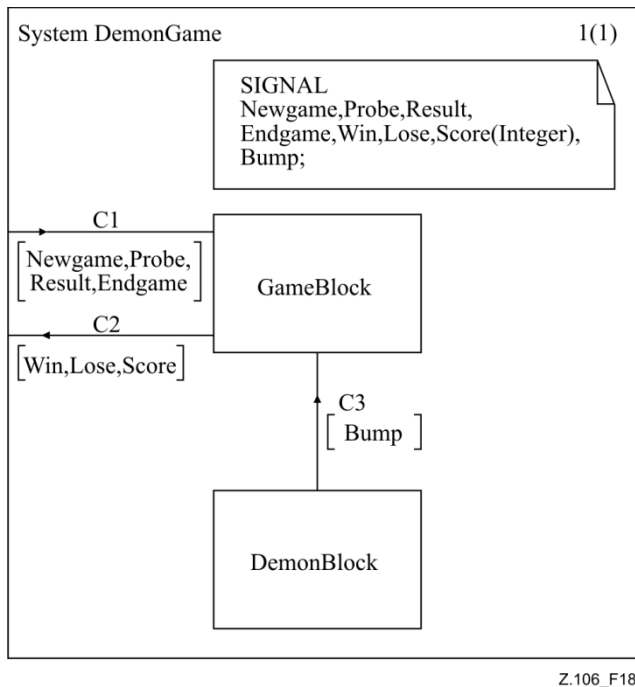 System DemonGame
1(1)
SIGNAL
Newgame,Probe,Result,
Endgame,Win,Lose,Score(Integer),
Bump;
C1
[Newgame,Probe,
Result,Endgame]
GameBlock
C2
[Win,Lose,Score]
C3
[ Bump ]
DemonBlock
Z.106_F18